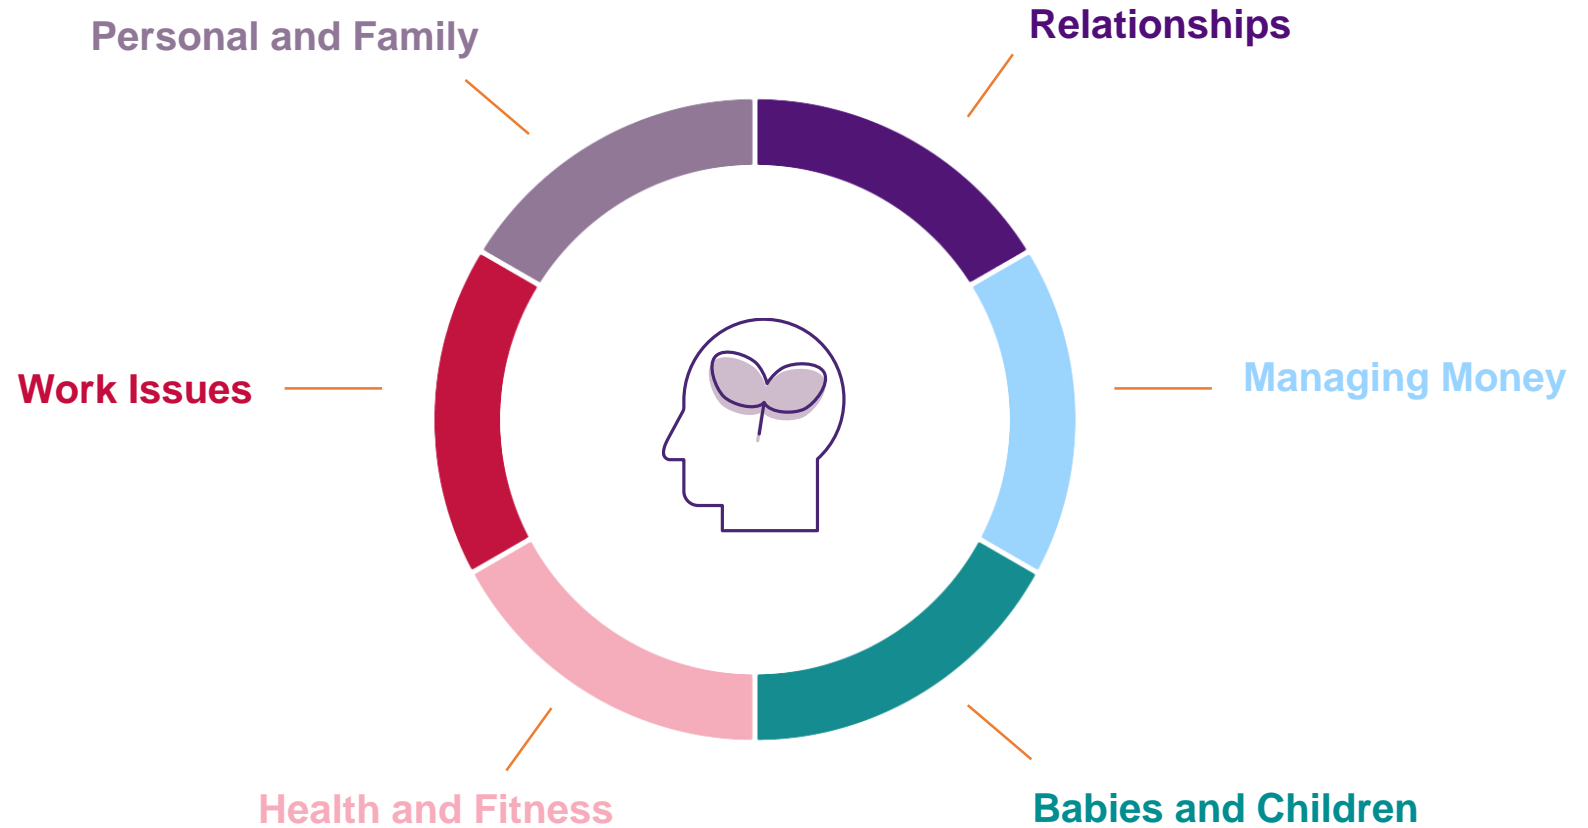 Personal and Family
Relationships
Work Issues
Managing Money
Health and Fitness
Babies and Children